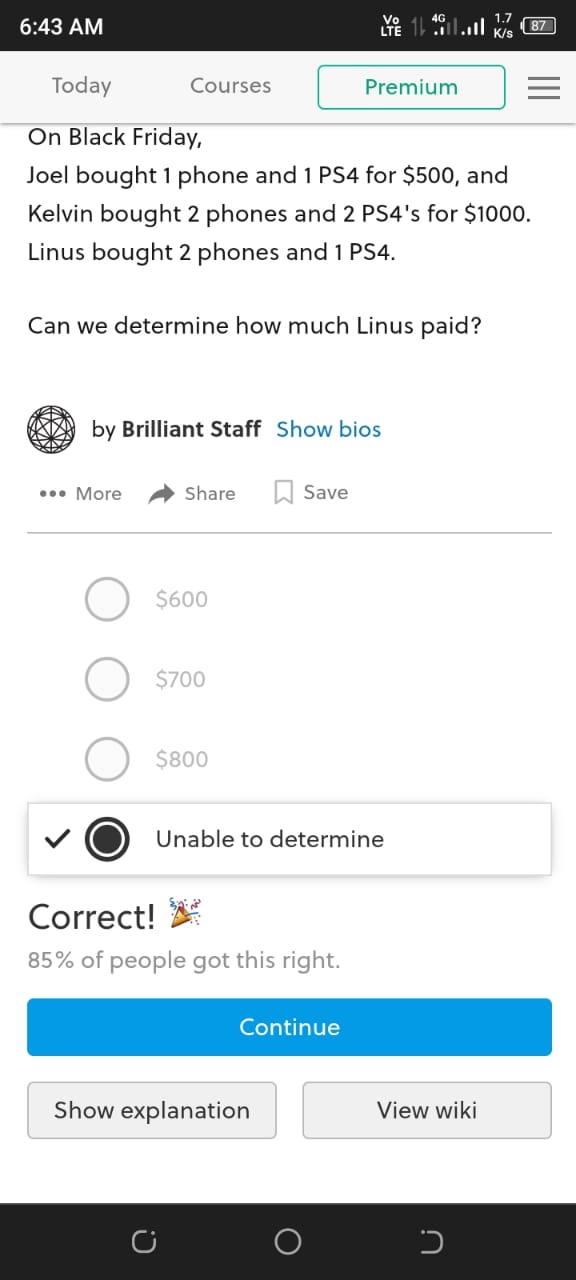 6:43 AM
Vo LTE 4G 1.7 K/s 87
Today Courses Premium
On Black Friday,
Joel bought 1 phone and 1 PS4 for $500, and
Kelvin bought 2 phones and 2 PS4's for $1000.
Linus bought 2 phones and 1 PS4.
Can we determine how much Linus paid?
by Brilliant Staff Show bios
More Share Save
$600
$700
$800
Unable to determine
Correct! 🎉
85% of people got this right.
Continue
Show explanation View wiki